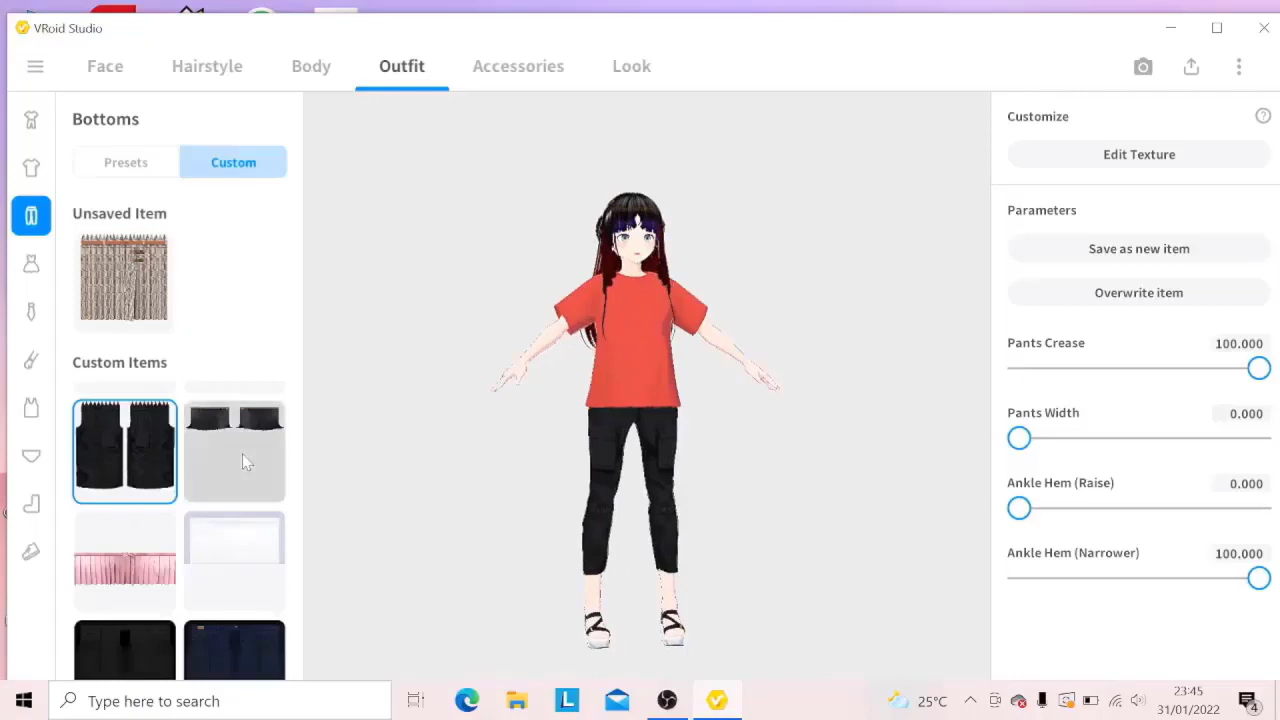 VRoid Studio
Face
Hairstyle
Body
Outfit
Accessories
Look
Bottoms
Presets
Custom
Unsaved Item
Custom Items
Customize
?
Edit Texture
Parameters
Save as new item
Overwrite item
Pants Crease
100.000
Pants Width
0.000
Ankle Hem (Raise)
0.000
Ankle Hem (Narrower)
100.000
Type here to search
L
25°C
23:45
31/01/2022
4